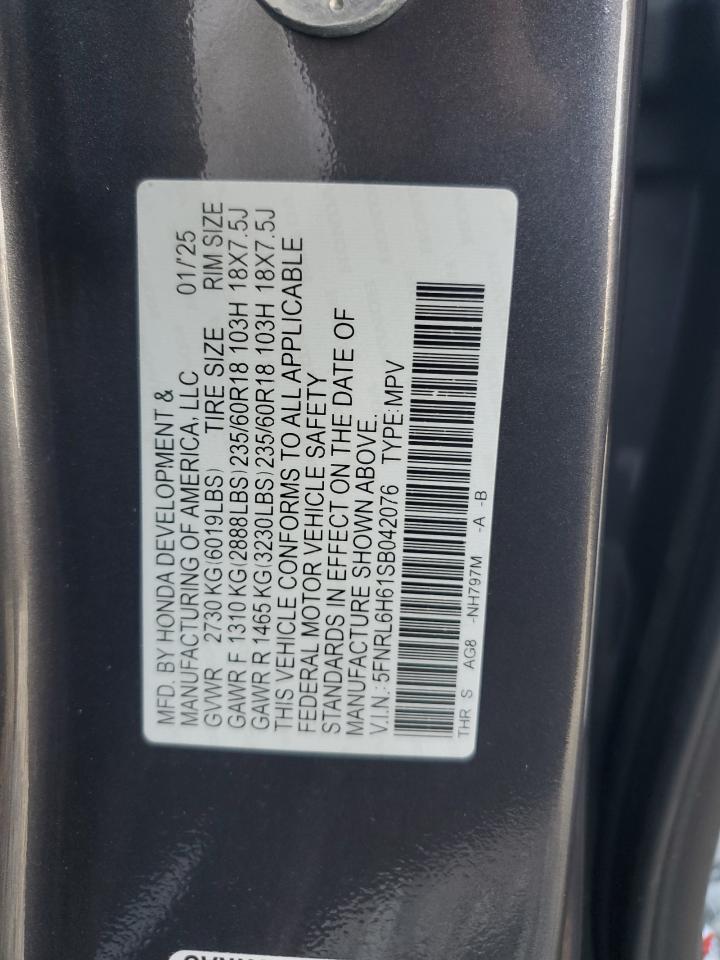 MFD. BY HONDA DEVELOPMENT &
MANUFACTURING OF AMERICA, LLC 01/'25
GVWR 2730 KG(6019LBS) TIRE SIZE RIM SIZE
GAWR F 1310 KG(2888LBS)235/60R18 103H 18X7.5J
GAWR R 1465 KG(3230LBS)235/60R18 103H 18X7.5J
THIS VEHICLE CONFORMS TO ALL APPLICABLE
FEDERAL MOTOR VEHICLE SAFETY
STANDARDS IN EFFECT ON THE DATE OF
MANUFACTURE SHOWN ABOVE.
V.I.N.:5FNRL6H61SB042076 TYPE:MPV
THR S AG8 -NH797M -A -B